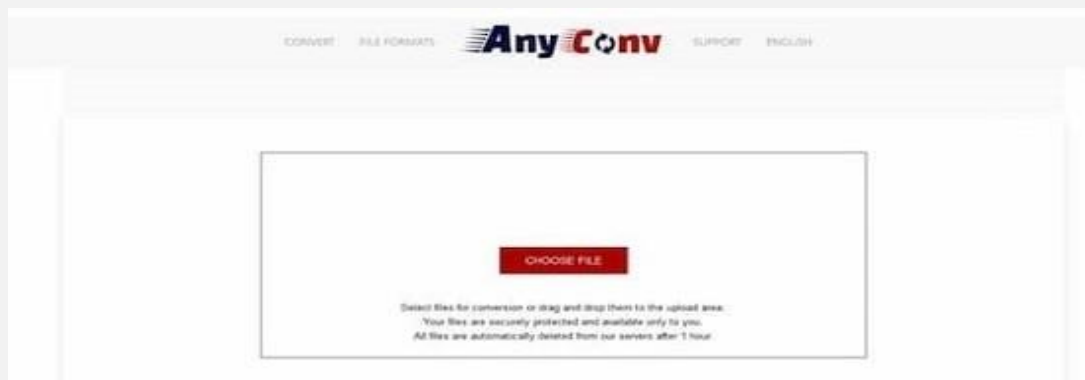 CONVERT FILE FORMATS AnyConv SUPPORT ENGLISH
CHOOSE FILE
Select files for conversion or drag and drop them to the upload area.
Your files are securely protected and available only to you.
All files are automatically deleted from our servers after 1 hour